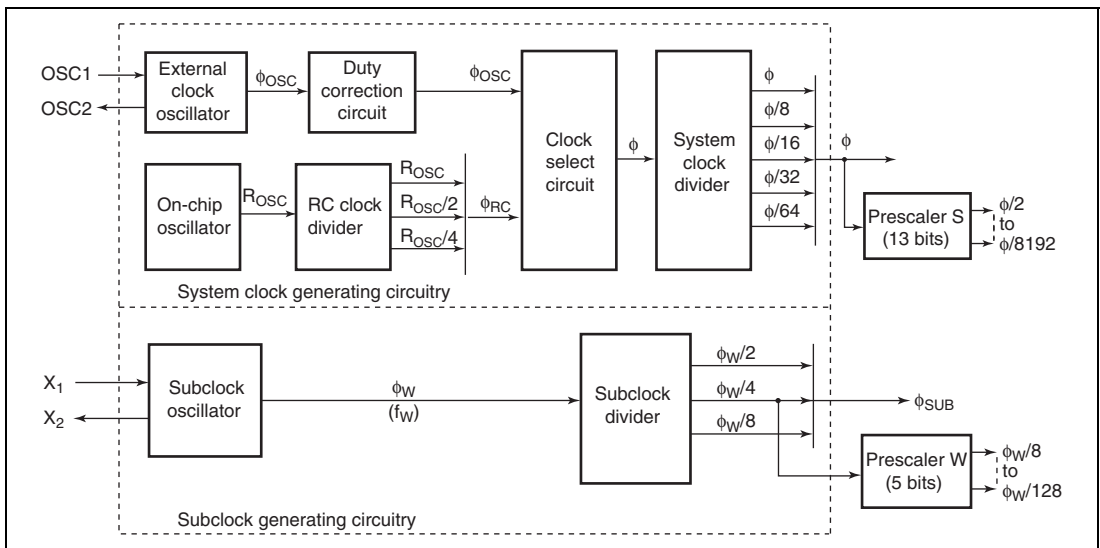 OSC1
OSC2
External
clock
oscillator
ϕOSC
Duty
correction
circuit
ϕOSC
On-chip
oscillator
ROSC
RC clock
divider
ROSC
ROSC/2
ROSC/4
ϕRC
Clock
select
circuit
ϕ
System
clock
divider
ϕ
ϕ/8
ϕ/16
ϕ/32
ϕ/64
ϕ
Prescaler S
(13 bits)
ϕ/2
to
ϕ/8192
System clock generating circuitry
X1
X2
Subclock
oscillator
ϕW
(fW)
Subclock
divider
ϕW/2
ϕW/4
ϕW/8
ϕSUB
Prescaler W
(5 bits)
ϕW/8
to
ϕW/128
Subclock generating circuitry